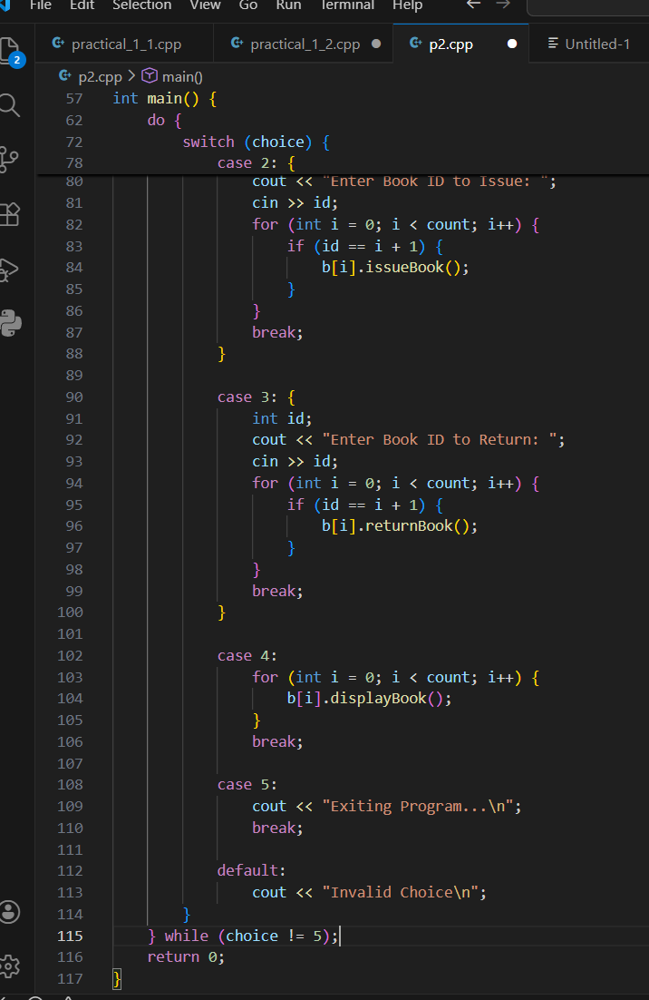 File Edit Selection View Go Run Terminal Help
practical_1_1.cpp practical_1_2.cpp p2.cpp Untitled-1
2
p2.cpp > main()
57 int main() {
62 do {
72 switch (choice) {
78 case 2: {
80 cout << "Enter Book ID to Issue: ";
81 cin >> id;
82 for (int i = 0; i < count; i++) {
83 if (id == i + 1) {
84 b[i].issueBook();
85 }
86 }
87 break;
88 }
89
90 case 3: {
91 int id;
92 cout << "Enter Book ID to Return: ";
93 cin >> id;
94 for (int i = 0; i < count; i++) {
95 if (id == i + 1) {
96 b[i].returnBook();
97 }
98 }
99 break;
100 }
101
102 case 4:
103 for (int i = 0; i < count; i++) {
104 b[i].displayBook();
105 }
106 break;
107
108 case 5:
109 cout << "Exiting Program...\n";
110 break;
111
112 default:
113 cout << "Invalid Choice\n";
114 }
115 } while (choice != 5);
116 return 0;
117 }